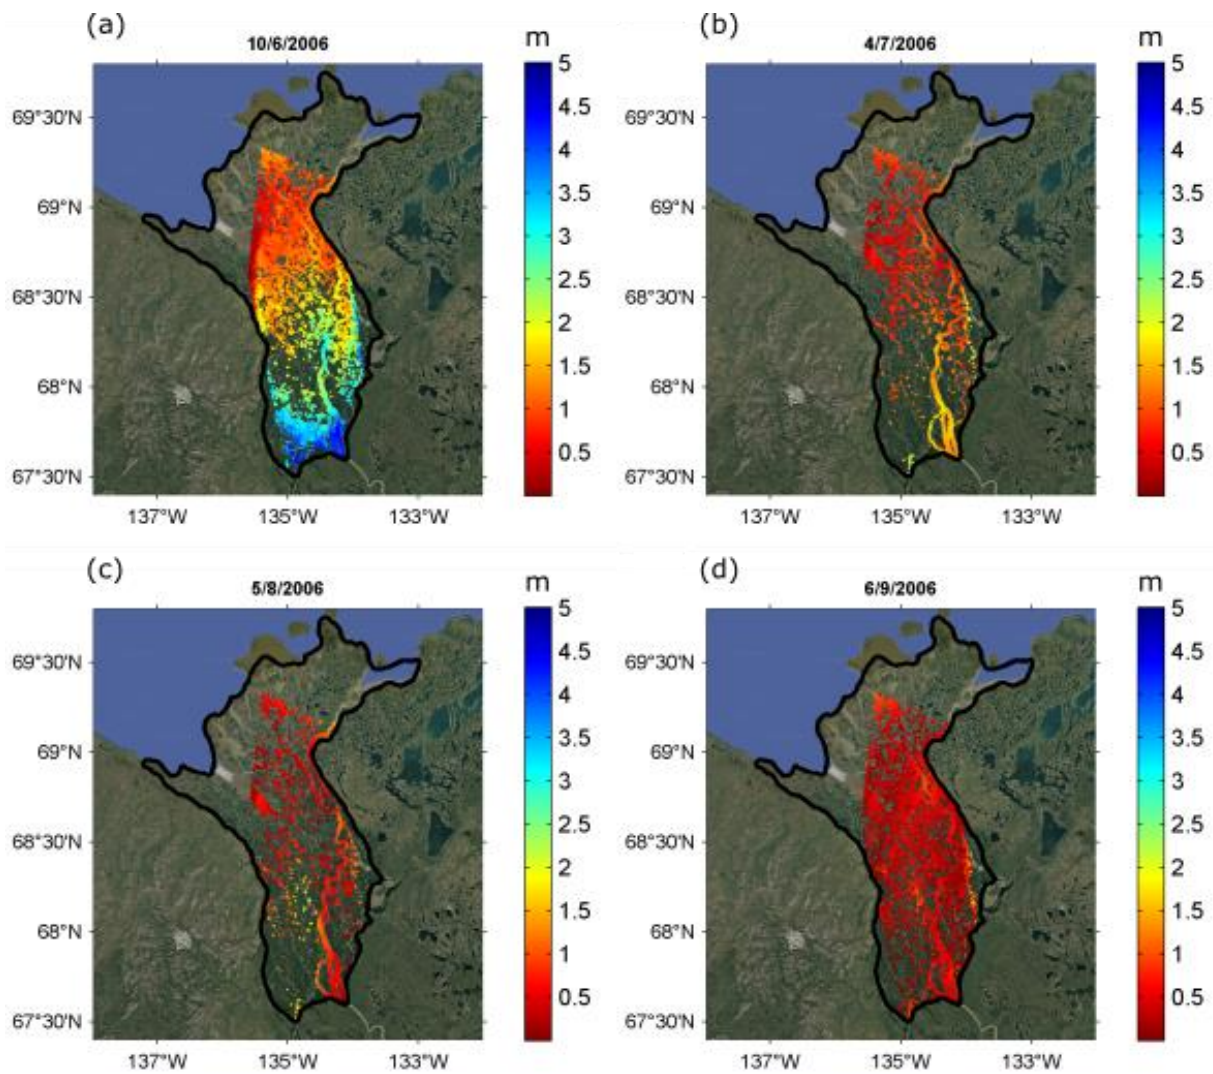 (a) 10/6/2006 m
69°30'N
69°N
68°30'N
68°N
67°30'N
137°W 135°W 133°W
5
4.5
4
3.5
3
2.5
2
1.5
1
0.5
(b) 4/7/2006 m
69°30'N
69°N
68°30'N
68°N
67°30'N
137°W 135°W 133°W
5
4.5
4
3.5
3
2.5
2
1.5
1
0.5
(c) 5/8/2006 m
69°30'N
69°N
68°30'N
68°N
67°30'N
137°W 135°W 133°W
5
4.5
4
3.5
3
2.5
2
1.5
1
0.5
(d) 6/9/2006 m
69°30'N
69°N
68°30'N
68°N
67°30'N
137°W 135°W 133°W
5
4.5
4
3.5
3
2.5
2
1.5
1
0.5